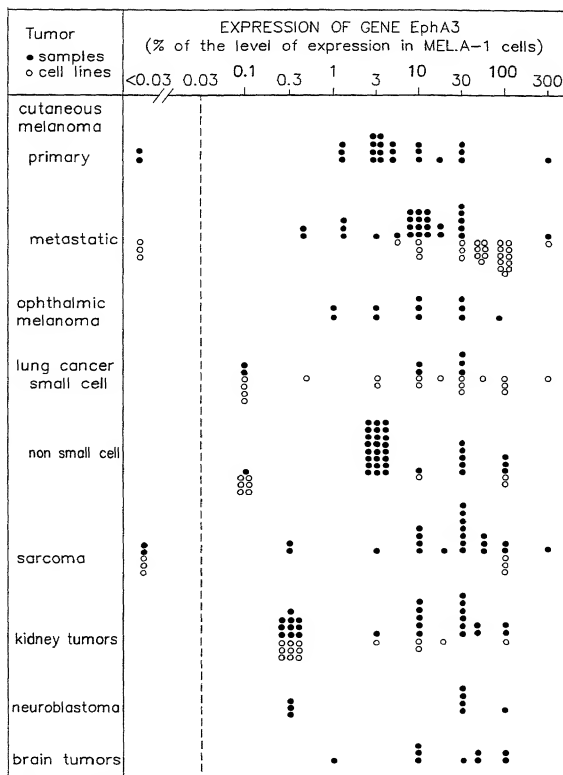 Tumor
● samples
○ cell lines
EXPRESSION OF GENE EphA3
(% of the level of expression in MEL.A-1 cells)
<0.03 0.03 0.1 0.3 1 3 10 30 100 300
cutaneous
melanoma
primary
metastatic
ophthalmic
melanoma
lung cancer
small cell
non small cell
sarcoma
kidney tumors
neuroblastoma
brain tumors